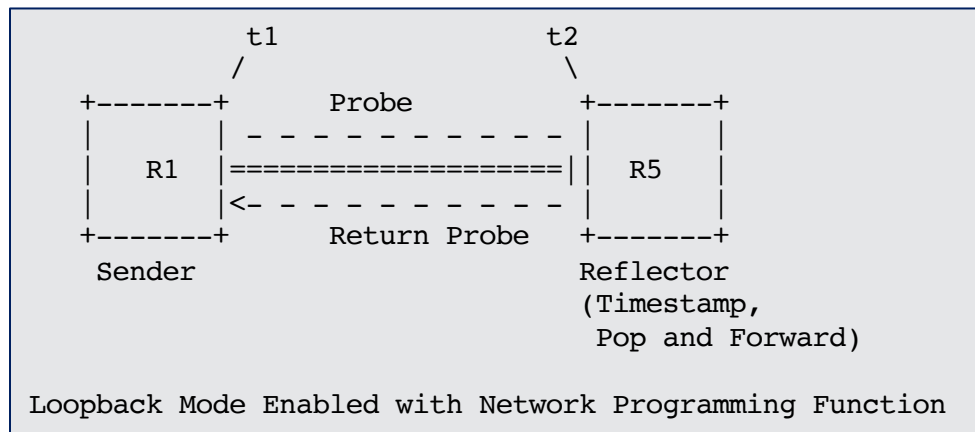 t1                t2
/                    \
+-------+      Probe          +-------+
|       | - - - - - - - - - - |       |
|  R1   |====================||  R5   |
|       |<- - - - - - - - - - |       |
+-------+      Return Probe   +-------+
Sender                        Reflector
(Timestamp,
Pop and Forward)
Loopback Mode Enabled with Network Programming Function